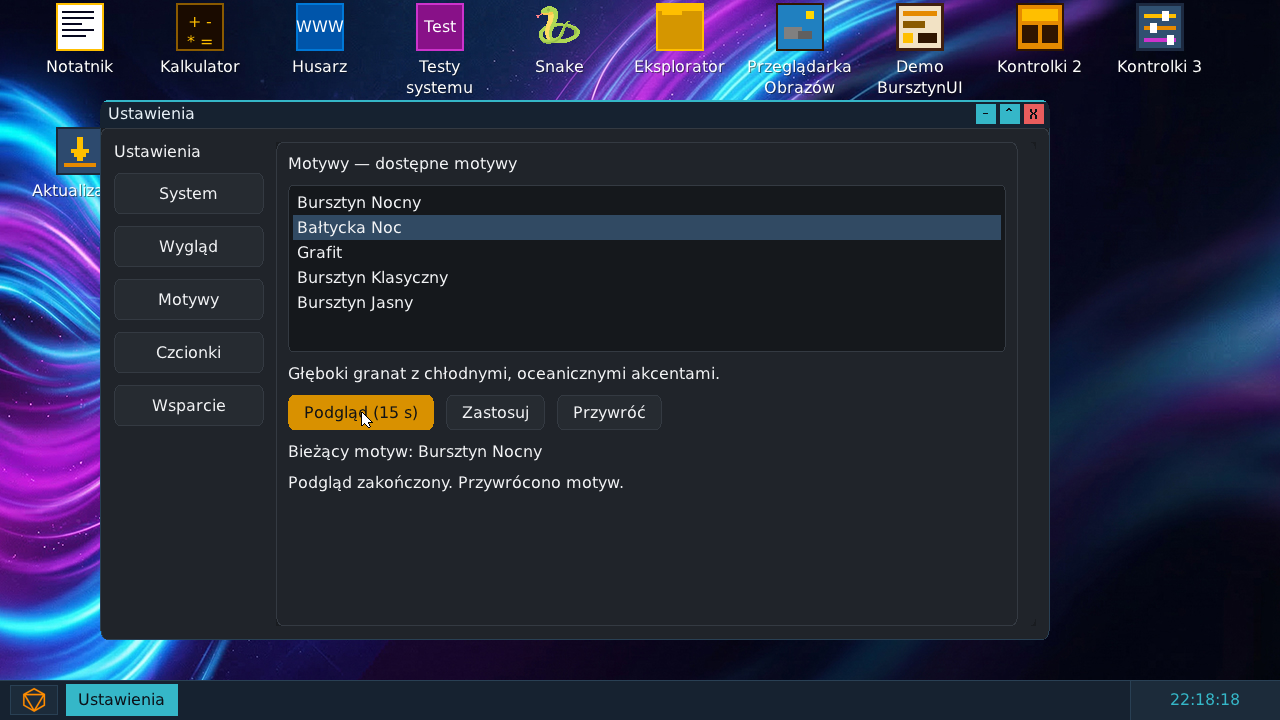 Notatnik
+ -
* =
Kalkulator
WWW
Husarz
Test
Testy
systemu
Snake
Eksplorator
Przeglądarka
Obrazów
Demo
BursztynUI
Kontrolki 2
Kontrolki 3
Ustawienia
- ^ X
Ustawienia
System
Wygląd
Motywy
Czcionki
Wsparcie
Motywy — dostępne motywy
Bursztyn Nocny
Bałtycka Noc
Grafit
Bursztyn Klasyczny
Bursztyn Jasny
Głęboki granat z chłodnymi, oceanicznymi akcentami.
Podgląd (15 s) Zastosuj Przywróć
Bieżący motyw: Bursztyn Nocny
Podgląd zakończony. Przywrócono motyw.
Ustawienia
22:18:18